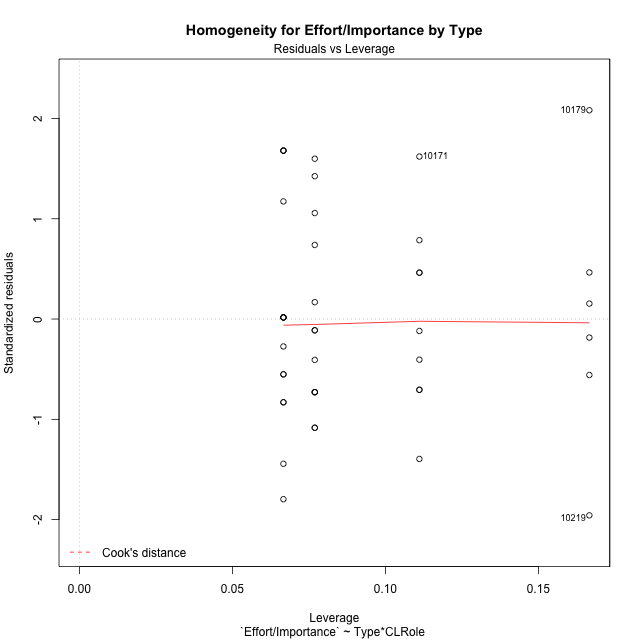 Homogeneity for Effort/Importance by Type
Residuals vs Leverage
Standardized residuals
2
1
0
-1
-2
10179
10171
10219
Cook's distance
0.00 0.05 0.10 0.15
Leverage
`Effort/Importance` ~ Type*CLRole